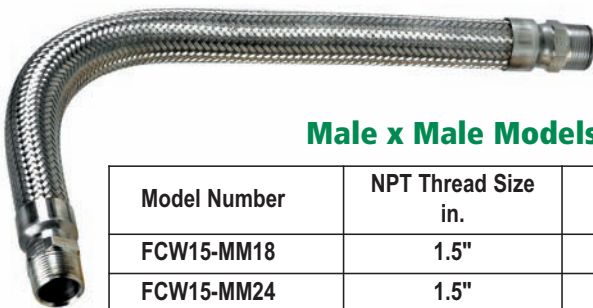 Male x Male Models
Model Number
NPT Thread Size
in.
FCW15-MM18
1.5"
FCW15-MM24
1.5"